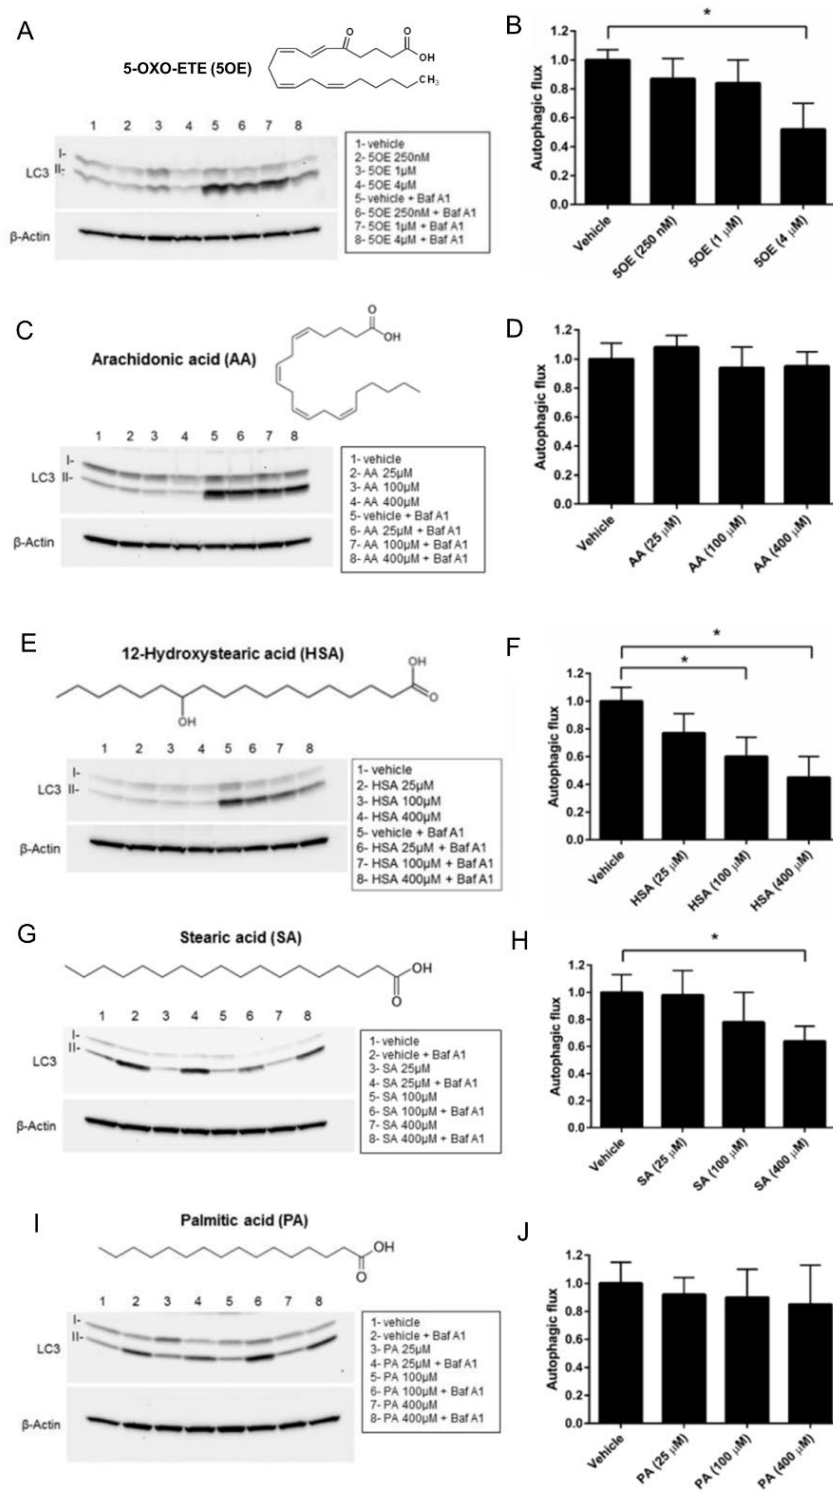 A
5-OXO-ETE (5OE)
O
O
OH
CH₃
1 2 3 4 5 6 7 8
I-
II-
LC3
β-Actin
1- vehicle
2- 5OE 250nM
3- 5OE 1µM
4- 5OE 4µM
5- vehicle + Baf A1
6- 5OE 250nM + Baf A1
7- 5OE 1µM + Baf A1
8- 5OE 4µM + Baf A1
B
*
Autophagic flux
1.2
1.0
0.8
0.6
0.4
0.2
0.0
Vehicle
5OE (250 nM)
5OE (1 µM)
5OE (4 µM)
C
Arachidonic acid (AA)
O
OH
1 2 3 4 5 6 7 8
I-
II-
LC3
β-Actin
1- vehicle
2- AA 25µM
3- AA 100µM
4- AA 400µM
5- vehicle + Baf A1
6- AA 25µM + Baf A1
7- AA 100µM + Baf A1
8- AA 400µM + Baf A1
D
Autophagic flux
1.2
1.0
0.8
0.6
0.4
0.2
0.0
Vehicle
AA (25 µM)
AA (100 µM)
AA (400 µM)
E
12-Hydroxystearic acid (HSA)
OH
O
OH
1 2 3 4 5 6 7 8
I-
II-
LC3
β-Actin
1- vehicle
2- HSA 25µM
3- HSA 100µM
4- HSA 400µM
5- vehicle + Baf A1
6- HSA 25µM + Baf A1
7- HSA 100µM + Baf A1
8- HSA 400µM + Baf A1
F
*
*
Autophagic flux
1.2
1.0
0.8
0.6
0.4
0.2
0.0
Vehicle
HSA (25 µM)
HSA (100 µM)
HSA (400 µM)
G
Stearic acid (SA)
OH
O
1 2 3 4 5 6 7 8
I-
II-
LC3
β-Actin
1- vehicle
2- vehicle + Baf A1
3- SA 25µM
4- SA 25µM + Baf A1
5- SA 100µM
6- SA 100µM + Baf A1
7- SA 400µM
8- SA 400µM + Baf A1
H
*
Autophagic flux
1.2
1.0
0.8
0.6
0.4
0.2
0.0
Vehicle
SA (25 µM)
SA (100 µM)
SA (400 µM)
I
Palmitic acid (PA)
OH
O
1 2 3 4 5 6 7 8
I-
II-
LC3
β-Actin
1- vehicle
2- vehicle + Baf A1
3- PA 25µM
4- PA 25µM + Baf A1
5- PA 100µM
6- PA 100µM + Baf A1
7- PA 400µM
8- PA 400µM + Baf A1
J
Autophagic flux
1.2
1.0
0.8
0.6
0.4
0.2
0.0
Vehicle
PA (25 µM)
PA (100 µM)
PA (400 µM)